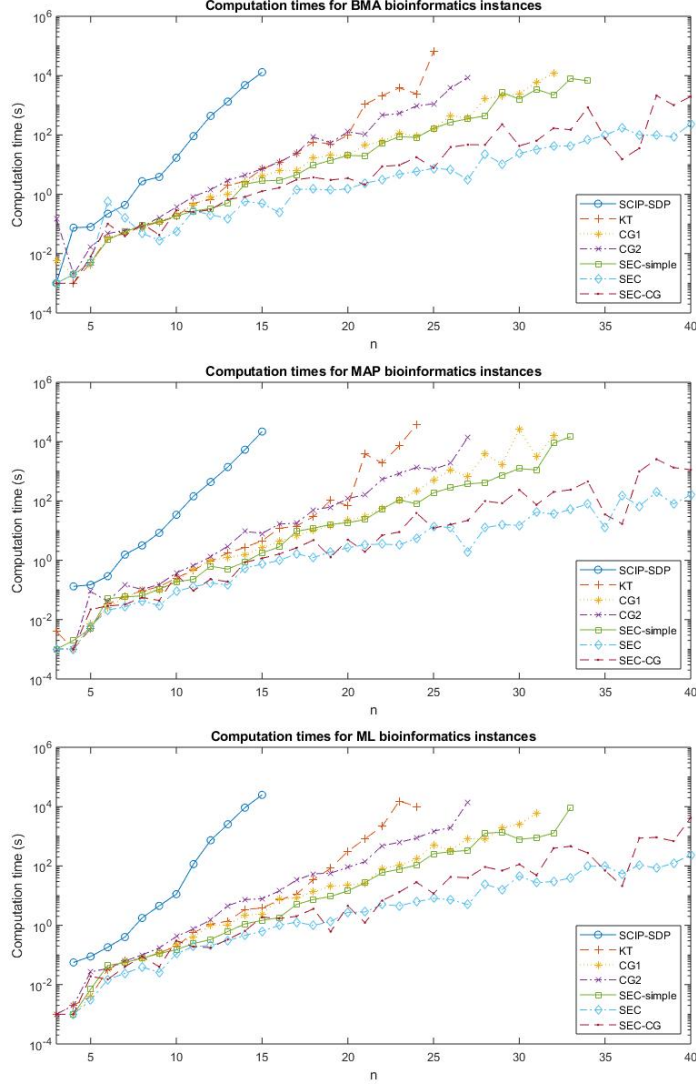 Computation times for BMA bioinformatics instances
10^6
10^4
10^2
10^0
10^-2
10^-4
Computation time (s)
5 10 15 20 25 30 35 40
n
SCIP-SDP
KT
CG1
CG2
SEC-simple
SEC
SEC-CG
Computation times for MAP bioinformatics instances
10^6
10^4
10^2
10^0
10^-2
10^-4
Computation time (s)
5 10 15 20 25 30 35 40
n
SCIP-SDP
KT
CG1
CG2
SEC-simple
SEC
SEC-CG
Computation times for ML bioinformatics instances
10^6
10^4
10^2
10^0
10^-2
10^-4
Computation time (s)
5 10 15 20 25 30 35 40
n
SCIP-SDP
KT
CG1
CG2
SEC-simple
SEC
SEC-CG